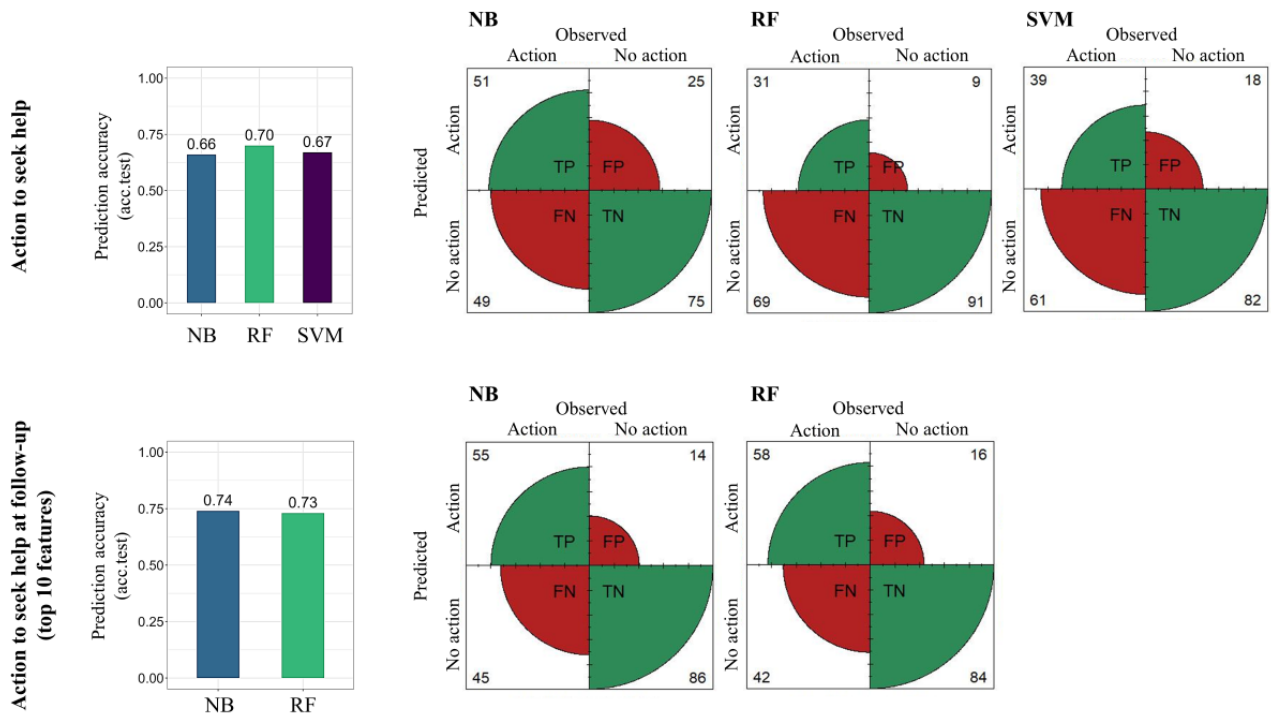 Action to seek help
Prediction accuracy
(acc.test)
1.00
0.75
0.50
0.25
0.00
0.66
0.70
0.67
NB
RF
SVM
NB
Observed
Action
No action
Predicted
Action
No action
51
25
TP
FP
FN
TN
49
75
RF
Observed
Action
No action
Action
No action
31
9
TP
FP
FN
TN
69
91
SVM
Observed
Action
No action
Action
No action
39
18
TP
FP
FN
TN
61
82
Action to seek help at follow-up
(top 10 features)
Prediction accuracy
(acc.test)
1.00
0.75
0.50
0.25
0.00
0.74
0.73
NB
RF
NB
Observed
Action
No action
Predicted
Action
No action
55
14
TP
FP
FN
TN
45
86
RF
Observed
Action
No action
Action
No action
58
16
TP
FP
FN
TN
42
84